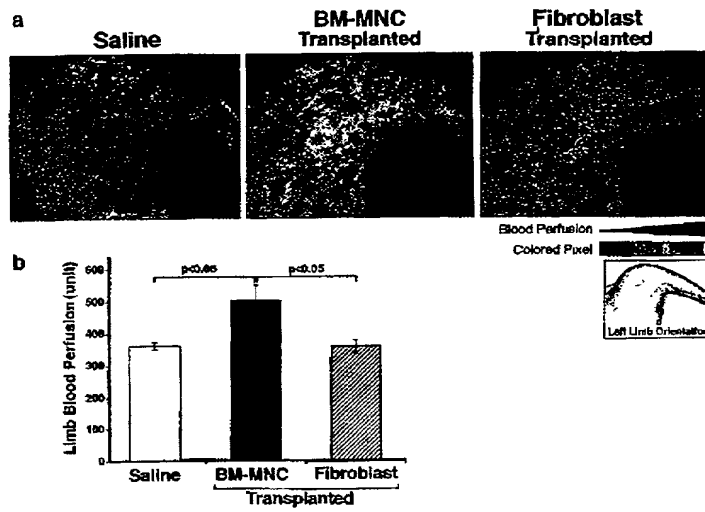 a
Saline
BM-MNC
Transplanted
Fibroblast
Transplanted
Blood Perfusion
Colored Pixel
Left Limb Orientation
b
Limb Blood Perfusion (unit)
600
500
400
300
200
100
0
p<0.05
p<0.05
Saline
BM-MNC
Fibroblast
Transplanted